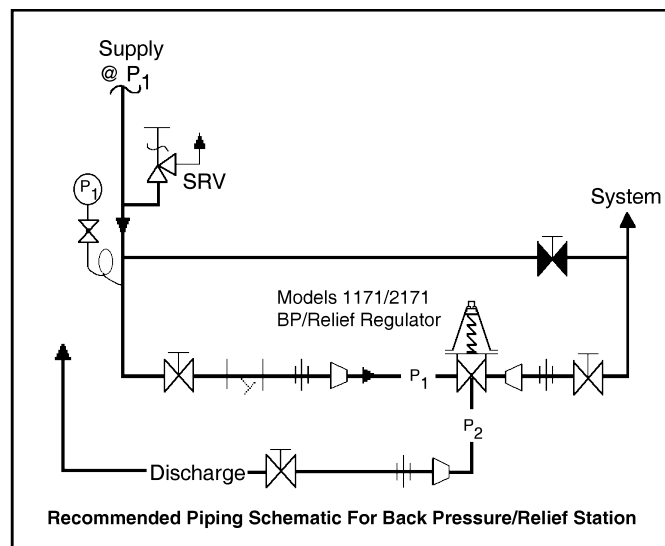 Supply
@ P1
SRV
P1
System
Models 1171/2171
BP/Relief Regulator
P1
P2
Discharge
Recommended Piping Schematic For Back Pressure/Relief Station